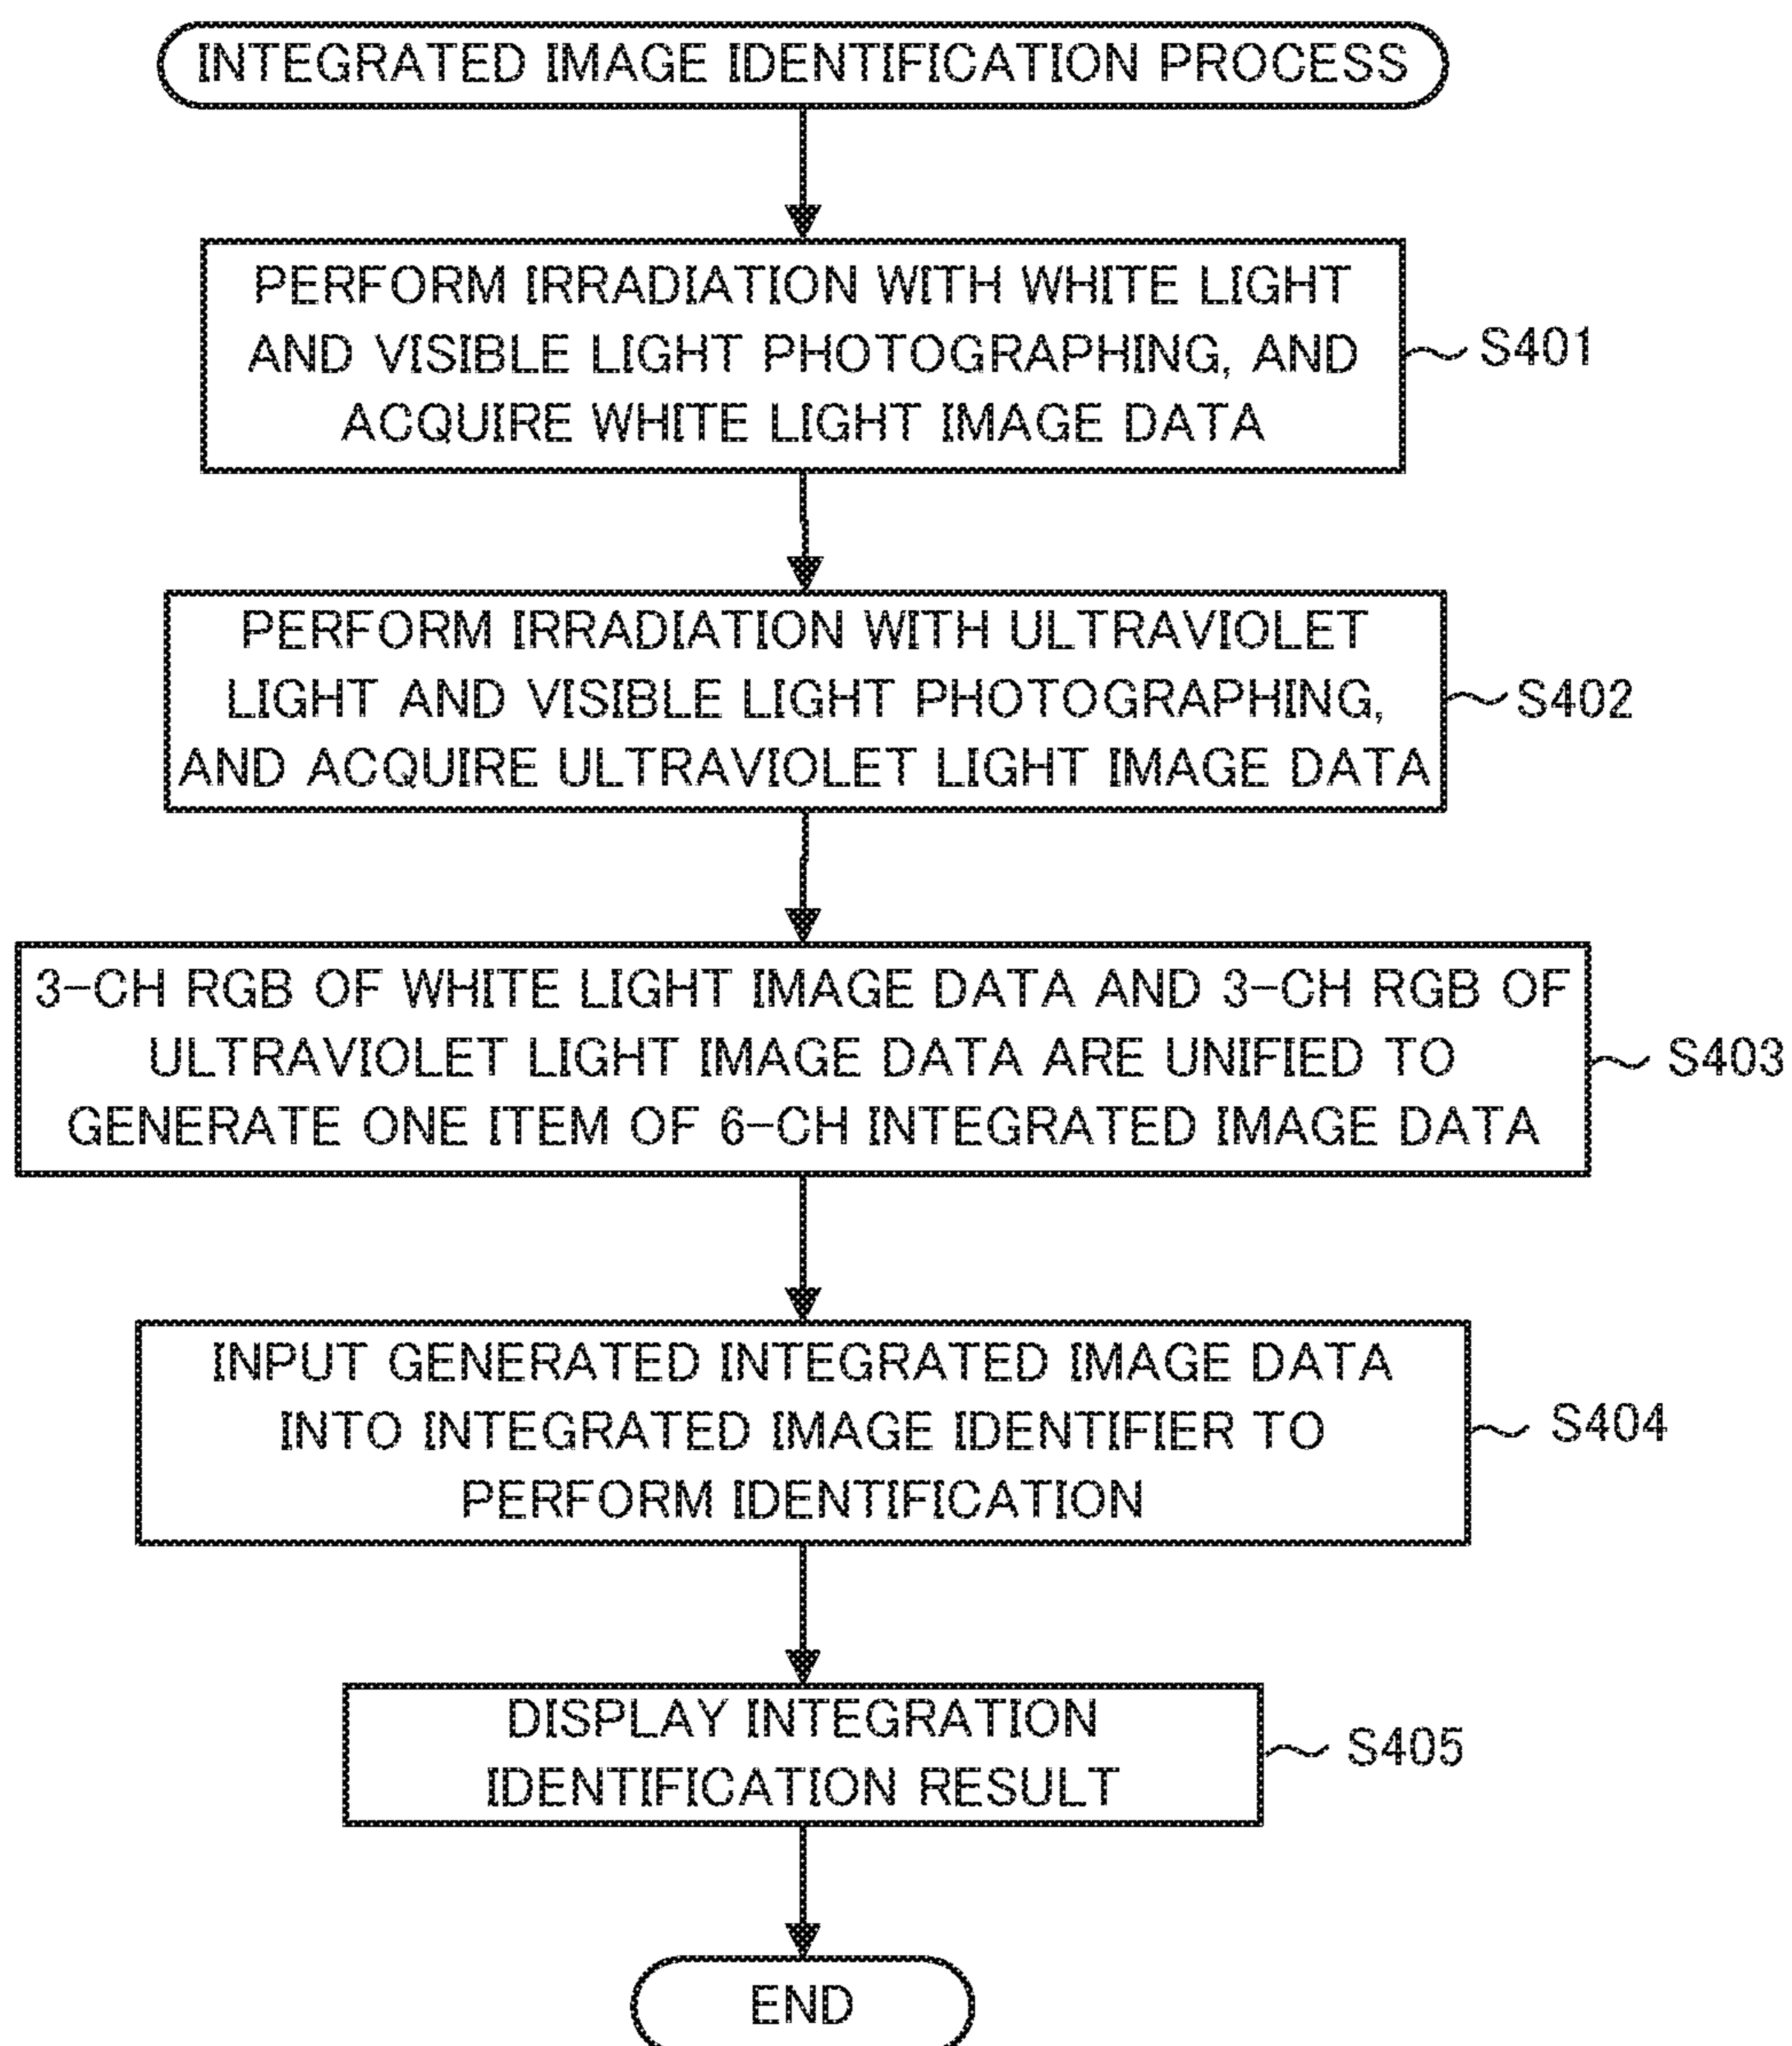 INTEGRATED IMAGE IDENTIFICATION PROCESS
PERFORM IRRADIATION WITH WHITE LIGHT
AND VISIBLE LIGHT PHOTOGRAPHING, AND
ACQUIRE WHITE LIGHT IMAGE DATA
S401
PERFORM IRRADIATION WITH ULTRAVIOLET
LIGHT AND VISIBLE LIGHT PHOTOGRAPHING,
AND ACQUIRE ULTRAVIOLET LIGHT IMAGE DATA
S402
3-CH RGB OF WHITE LIGHT IMAGE DATA AND 3-CH RGB OF
ULTRAVIOLET LIGHT IMAGE DATA ARE UNIFIED TO
GENERATE ONE ITEM OF 6-CH INTEGRATED IMAGE DATA
S403
INPUT GENERATED INTEGRATED IMAGE DATA
INTO INTEGRATED IMAGE IDENTIFIER TO
PERFORM IDENTIFICATION
S404
DISPLAY INTEGRATION
IDENTIFICATION RESULT
S405
END